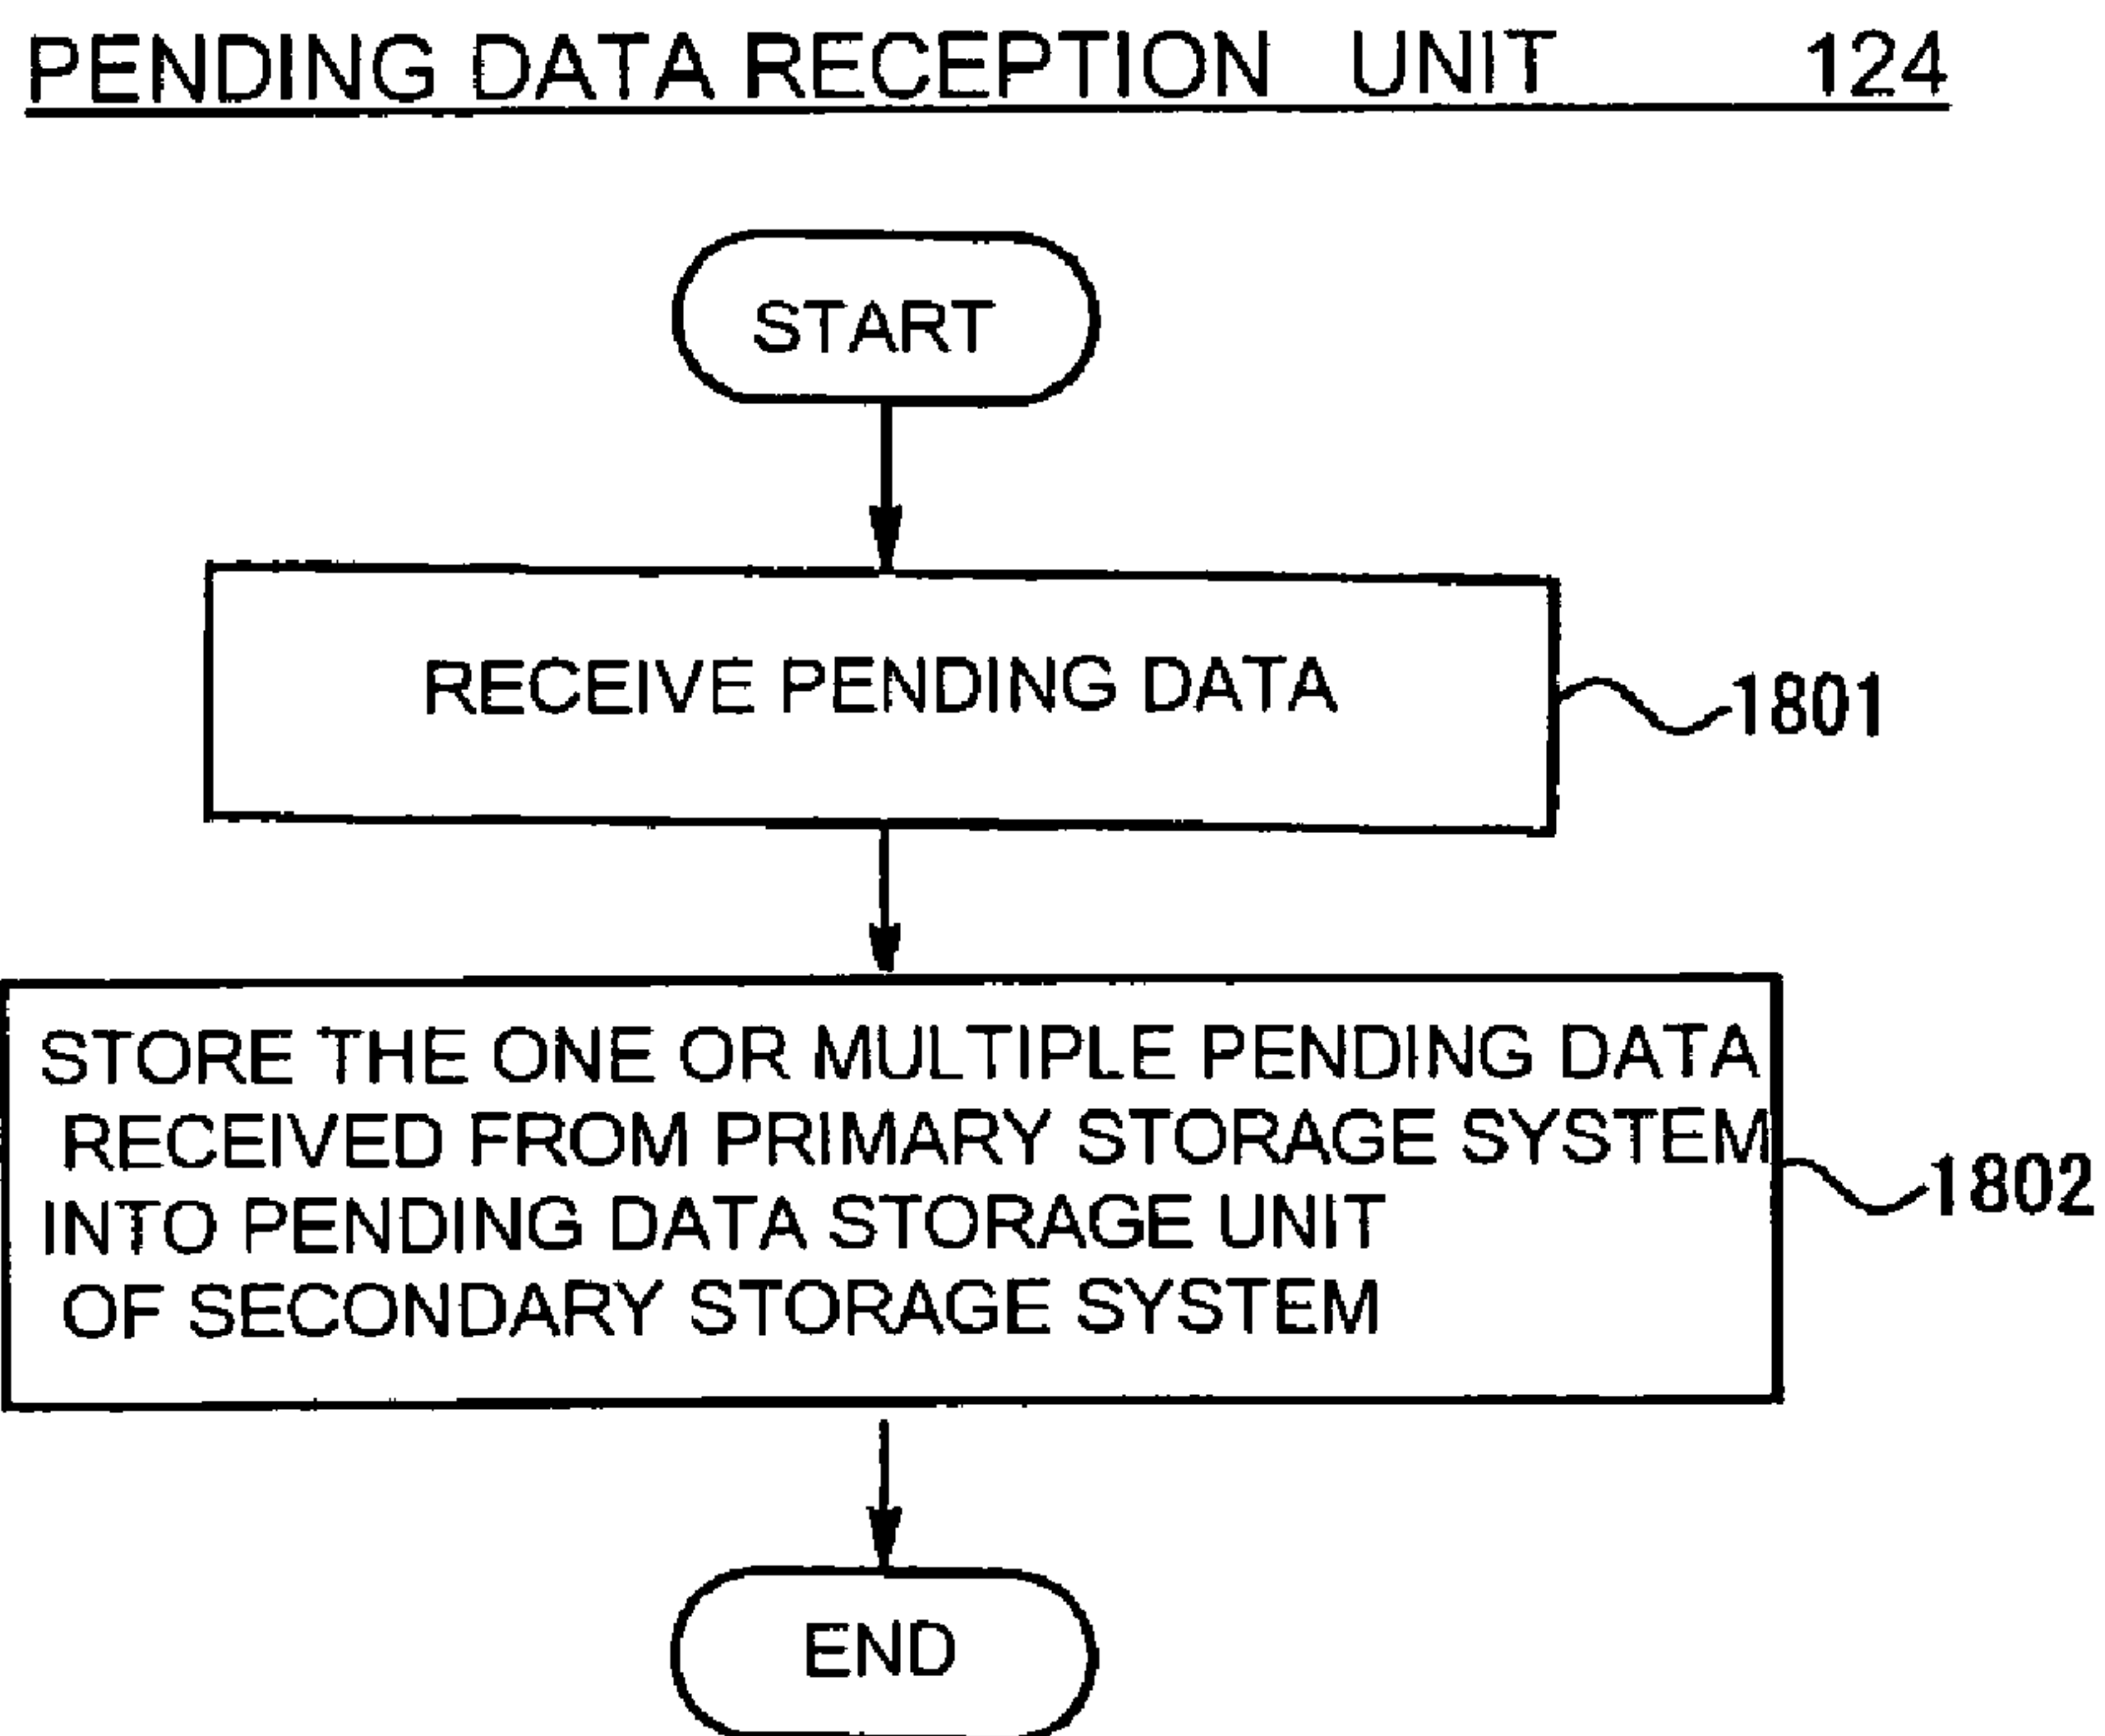 PENDING DATA RECEPTION UNIT 124
START
RECEIVE PENDING DATA
1801
STORE THE ONE OR MULTIPLE PENDING DATA
RECEIVED FROM PRIMARY STORAGE SYSTEM
INTO PENDING DATA STORAGE UNIT
OF SECONDARY STORAGE SYSTEM
1802
END